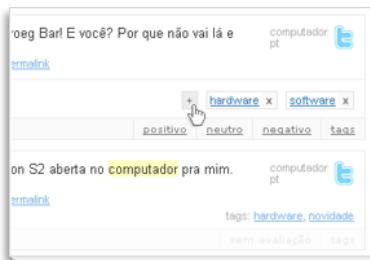 roeg Bar! E você? Por que não vai lá e
computador
pt
ermalink
+ hardware x software x
positivo neutro negativo tags
on S2 aberta no computador pra mim.
computador
pt
ermalink
tags: hardware, novidade
sem avaliação tags